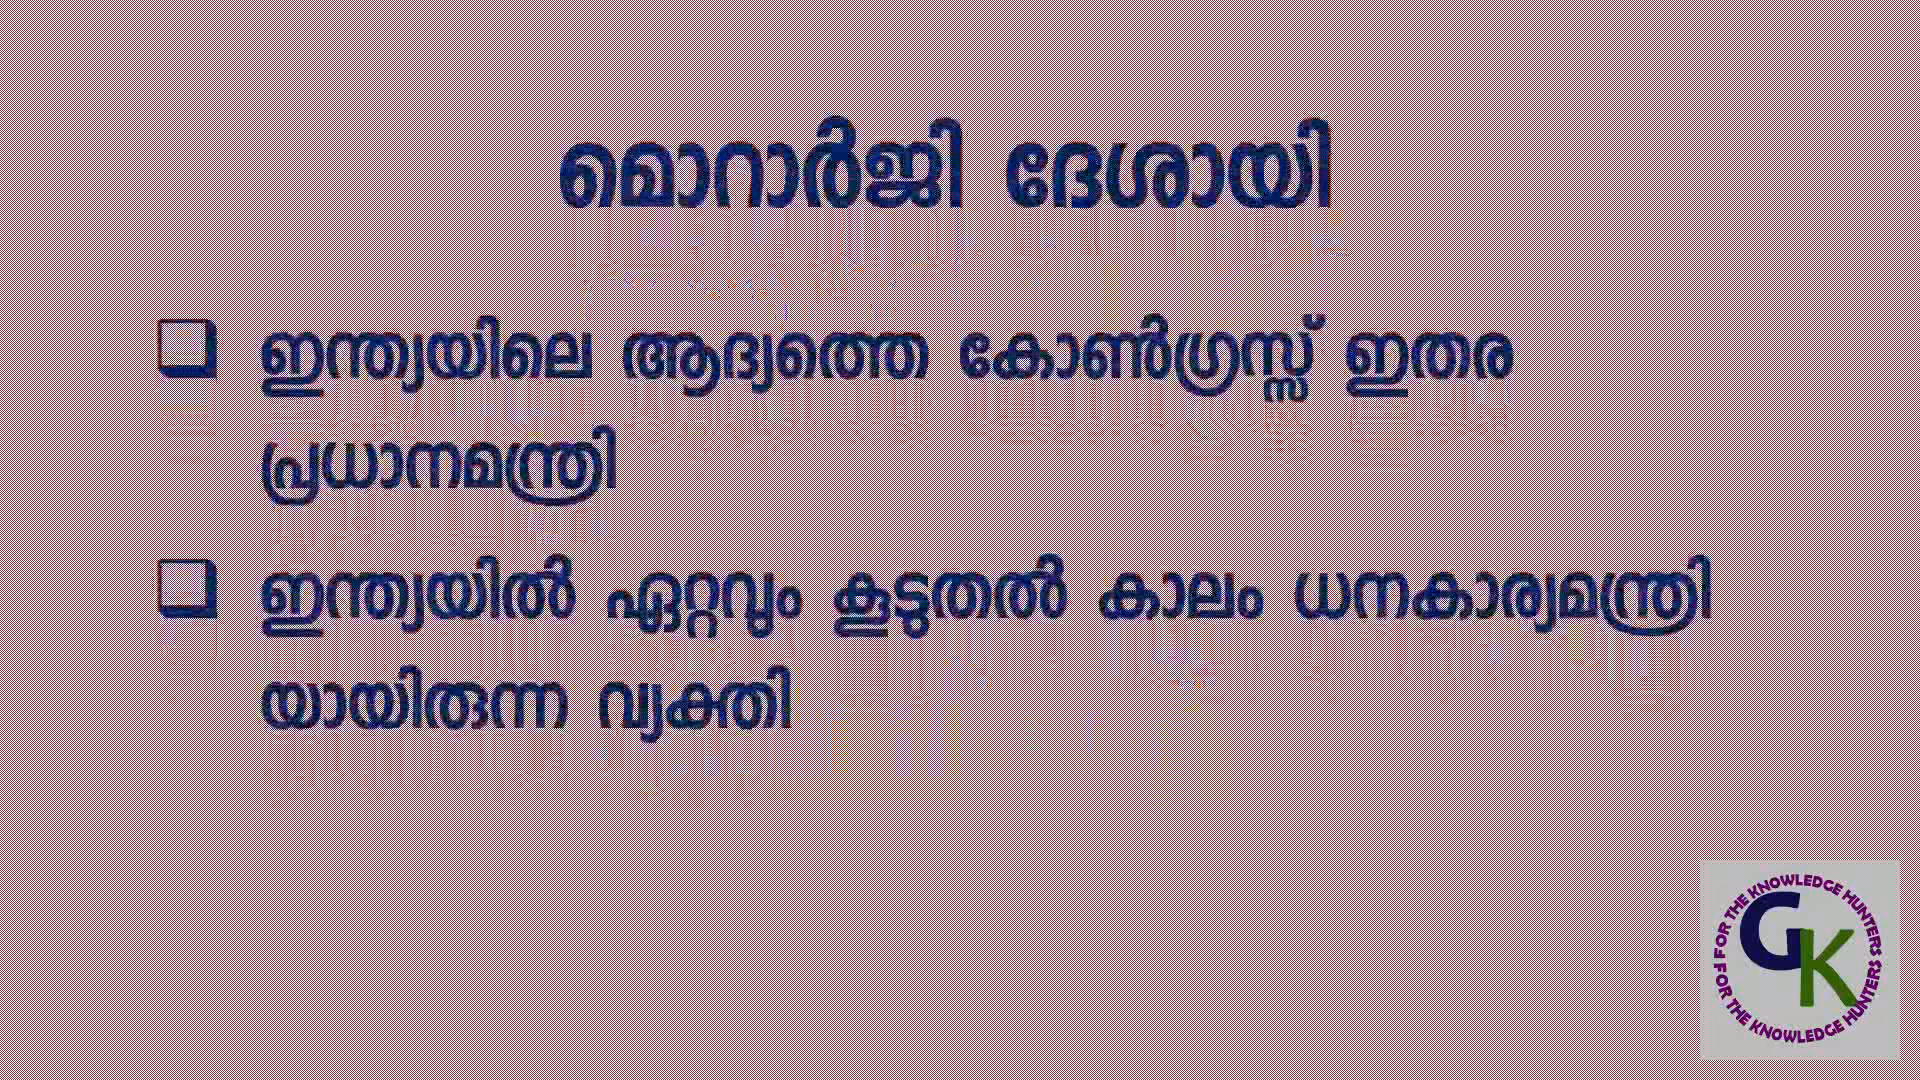 മൊറാർജി ദേശായി
❑ ഇന്ത്യയിലെ ആദ്യത്തെ കോൺഗ്രസ്സ് ഇതര
പ്രധാനമന്ത്രി
❑ ഇന്ത്യയിൽ ഏറ്റവും കൂടുതൽ കാലം ധനകാര്യമന്ത്രി
യായിരുന്ന വ്യക്തി
FOR THE KNOWLEDGE HUNTERS
GK
FOR THE KNOWLEDGE HUNTERS